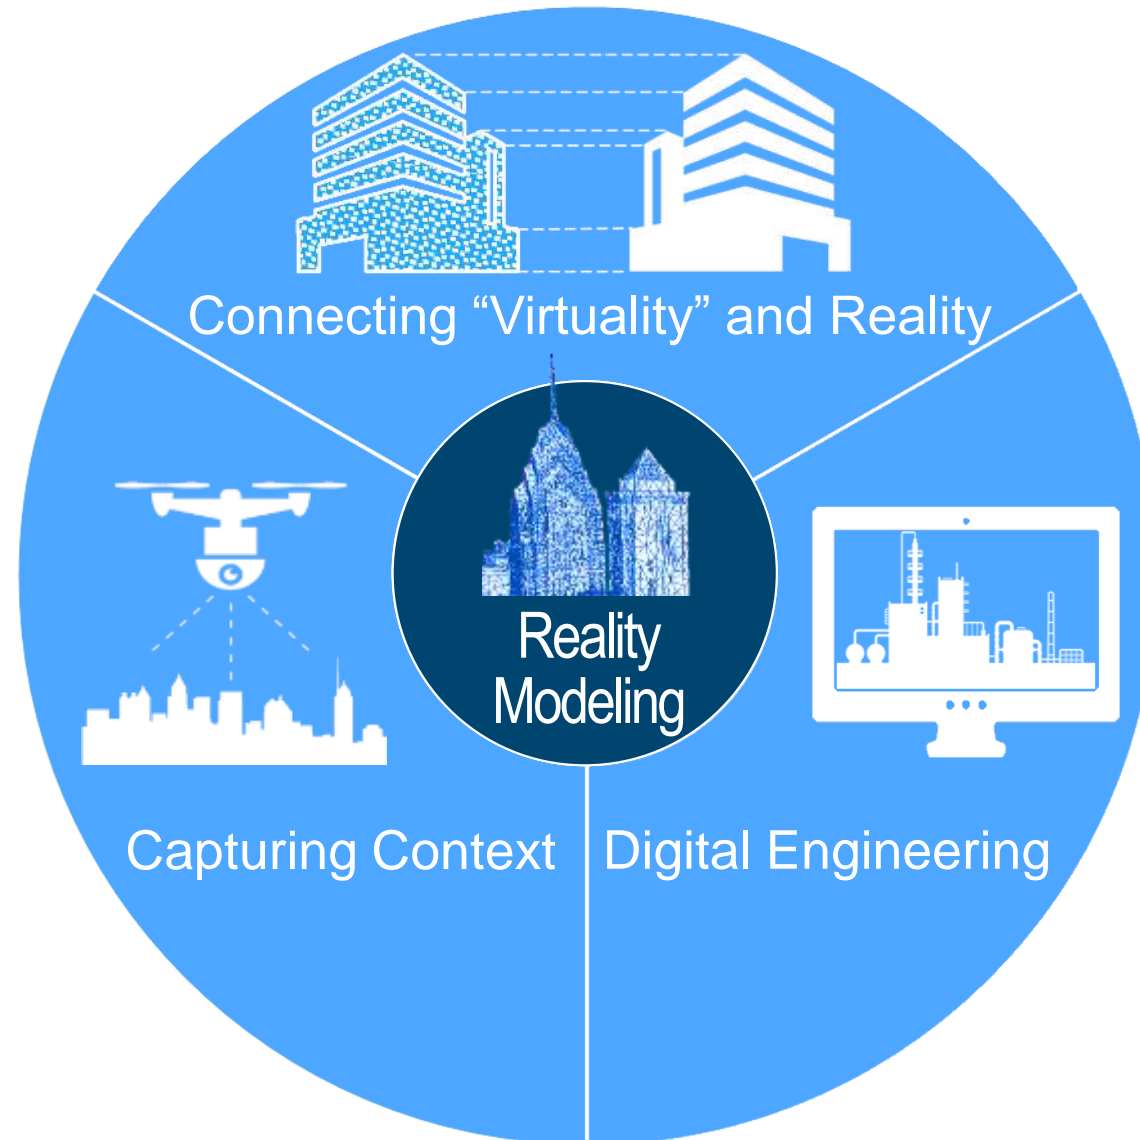 Connecting “Virtuality” and Reality
Reality
Modeling
Capturing Context
Digital Engineering